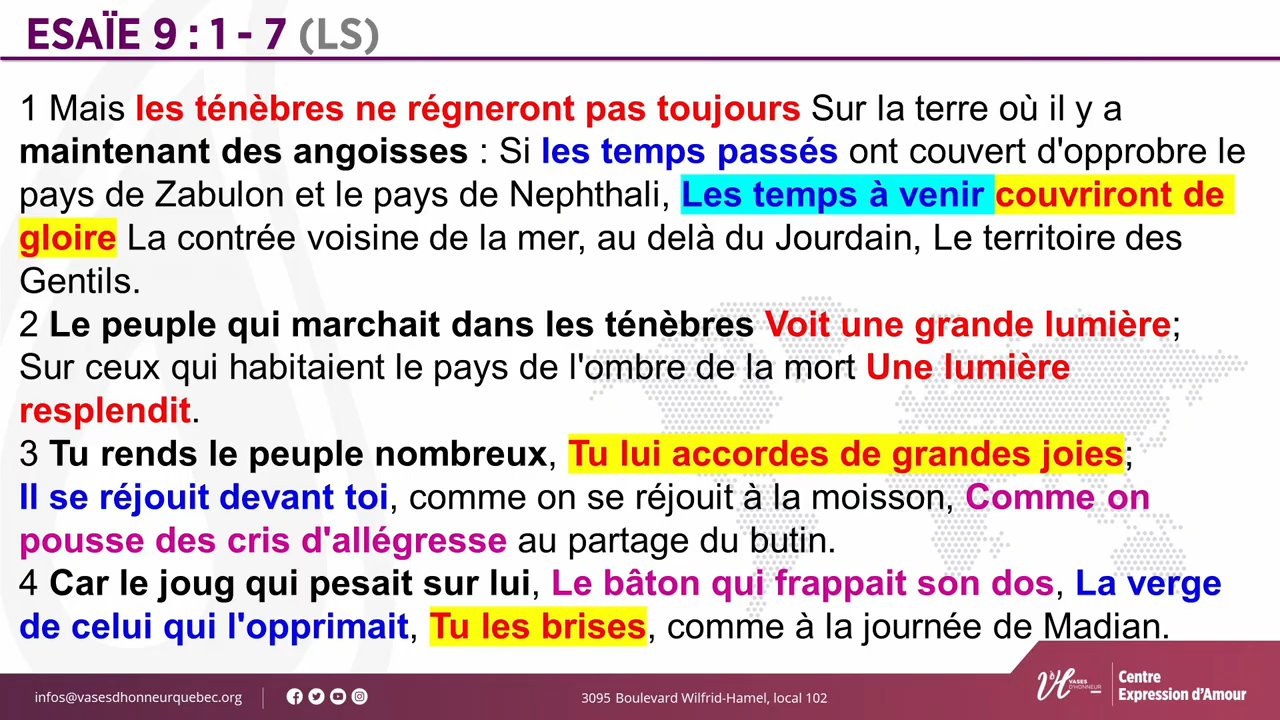 ESAÏE 9 : 1 - 7 (LS)
1 Mais les ténèbres ne régneront pas toujours Sur la terre où il y a
maintenant des angoisses : Si les temps passés ont couvert d'opprobre le
pays de Zabulon et le pays de Nephthali, Les temps à venir couvriront de
gloire La contrée voisine de la mer, au delà du Jourdain, Le territoire des
Gentils.
2 Le peuple qui marchait dans les ténèbres Voit une grande lumière;
Sur ceux qui habitaient le pays de l'ombre de la mort Une lumière
resplendit.
3 Tu rends le peuple nombreux, Tu lui accordes de grandes joies;
Il se réjouit devant toi, comme on se réjouit à la moisson, Comme on
pousse des cris d'allégresse au partage du butin.
4 Car le joug qui pesait sur lui, Le bâton qui frappait son dos, La verge
de celui qui l'opprimait, Tu les brises, comme à la journée de Madian.
infos@vasesdhonneurquebec.org
3095 Boulevard Wilfrid-Hamel, local 102
VASES
D'HONNEUR
Centre
Expression d'Amour